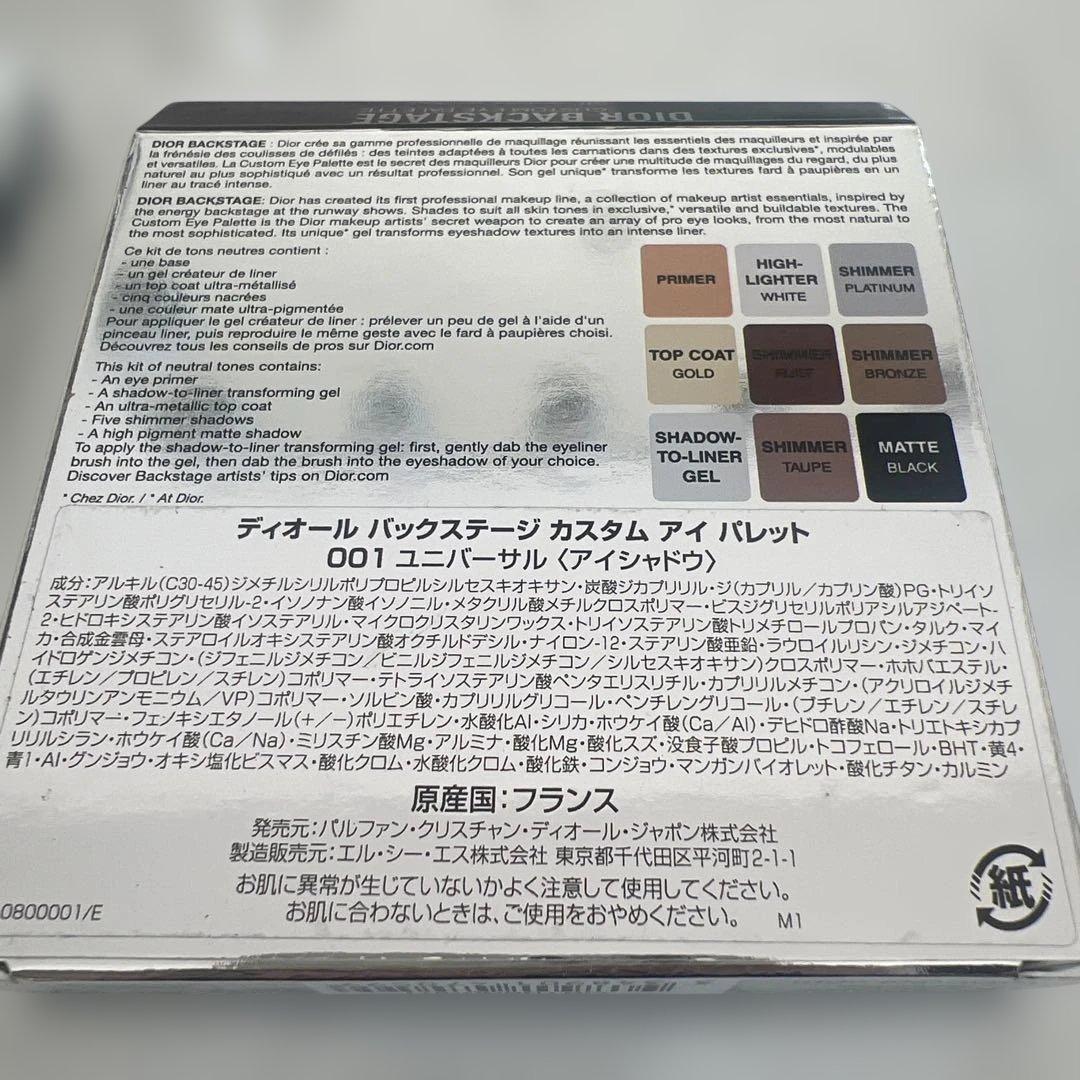 DIOR BACKSTAGE
CUSTOM EYE PALETTE
DIOR BACKSTAGE : Dior crée sa gamme professionnelle de maquillage réunissant les essentiels des maquilleurs et inspirée par
la frénésie des coulisses de défilés : des teintes adaptées à toutes les carnations dans des textures exclusives*, modulables
et versatiles. La Custom Eye Palette est le secret des maquilleurs Dior pour créer une multitude de maquillages du regard, du plus
naturel au plus sophistiqué avec un résultat professionnel. Son gel unique* transforme les textures fard à paupières en un
liner au tracé intense.
DIOR BACKSTAGE: Dior has created its first professional makeup line, a collection of makeup artist essentials, inspired by
the energy backstage at the runway shows. Shades to suit all skin tones in exclusive,* versatile and buildable textures. The
Custom Eye Palette is the Dior makeup artists' secret weapon to create an array of pro eye looks, from the most natural to
the most sophisticated. Its unique* gel transforms eyeshadow textures into an intense liner.
Ce kit de tons neutres contient :
- une base
- un gel créateur de liner
- un top coat ultra-métallisé
- cinq couleurs nacrées
- une couleur mate ultra-pigmentée
Pour appliquer le gel créateur de liner : prélever un peu de gel à l'aide d'un
pinceau liner, puis reproduire le même geste avec le fard à paupières choisi.
Découvrez tous les conseils de pros sur Dior.com
This kit of neutral tones contains:
- An eye primer
- A shadow-to-liner transforming gel
- An ultra-metallic top coat
- Five shimmer shadows
- A high pigment matte shadow
To apply the shadow-to-liner transforming gel: first, gently dab the eyeliner
brush into the gel, then dab the brush into the eyeshadow of your choice.
Discover Backstage artists' tips on Dior.com
* Chez Dior. / * At Dior.
PRIMER
HIGH-
LIGHTER
WHITE
SHIMMER
PLATINUM
TOP COAT
GOLD
SHIMMER
SHIMMER
BRONZE
SHADOW-
TO-LINER
GEL
SHIMMER
TAUPE
MATTE
BLACK
ディオール バックステージ カスタム アイ パレット
001 ユニバーサル〈アイシャドウ〉
成分:アルキル(C30-45)ジメチルシリルポリプロピルシルセスキオキサン・炭酸ジカプリリル・ジ(カプリル/カプリン酸)PG・トリイソ
ステアリン酸ポリグリセリル-2・イソノナン酸イソノニル・メタクリル酸メチルクロスポリマー・ビスジグリセリルポリアシルアジペート-
2・ヒドロキシステアリン酸イソステアリル・マイクロクリスタリンワックス・トリイソステアリン酸トリメチロールプロパン・タルク・マイ
カ・合成金雲母・ステアロイルオキシステアリン酸オクチルドデシル・ナイロン-12・ステアリン酸亜鉛・ラウロイルリシン・ジメチコン・ハ
イドロゲンジメチコン・(ジフェニルジメチコン/ビニルジフェニルジメチコン/シルセスキオキサン)クロスポリマー・ホホバエステル・
(エチレン/プロピレン/スチレン)コポリマー・テトライソステアリン酸ペンタエリスリチル・カプリリルメチコン・(アクリロイルジメチ
ルタウリンアンモニウム/VP)コポリマー・ソルビン酸・カプリリルグリコール・ペンチレングリコール・(ブチレン/エチレン/スチレ
ン)コポリマー・フェノキシエタノール(+/−)ポリエチレン・水酸化Al・シリカ・ホウケイ酸(Ca/Al)・デヒドロ酢酸Na・トリエトキシカプ
リリルシラン・ホウケイ酸(Ca/Na)・ミリスチン酸Mg・アルミナ・酸化Mg・酸化スズ・没食子酸プロピル・トコフェロール・BHT・黄4・
青1・Al・グンジョウ・オキシ塩化ビスマス・酸化クロム・水酸化クロム・酸化鉄・コンジョウ・マンガンバイオレット・酸化チタン・カルミン
原産国:フランス
発売元:パルファン・クリスチャン・ディオール・ジャポン株式会社
製造販売元:エル・シー・エス株式会社 東京都千代田区平河町2-1-1
お肌に異常が生じていないかよく注意して使用してください。
お肌に合わないときは、ご使用をおやめください。 M1
0800001/E
紙